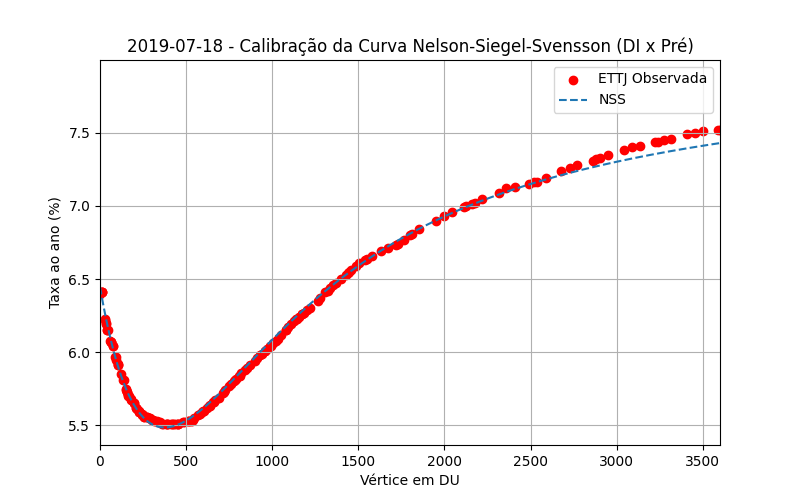 2019-07-18 - Calibração da Curva Nelson-Siegel-Svensson (DI x Pré)
ETTJ Observada
NSS
Taxa ao ano (%)
7.5
7.0
6.5
6.0
5.5
0 500 1000 1500 2000 2500 3000 3500
Vértice em DU